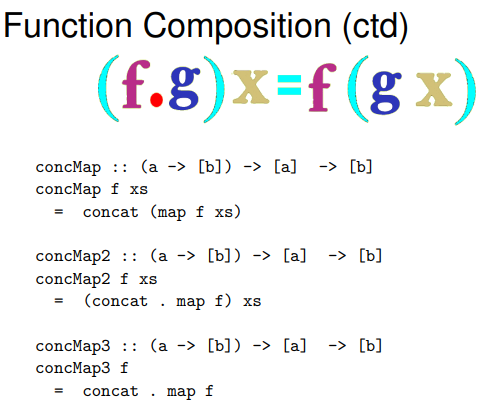 Function Composition (ctd)
(f.g)x=f(g x)
concMap :: (a -> [b]) -> [a] -> [b]
concMap f xs
= concat (map f xs)
concMap2 :: (a -> [b]) -> [a] -> [b]
concMap2 f xs
= (concat . map f) xs
concMap3 :: (a -> [b]) -> [a] -> [b]
concMap3 f
= concat . map f